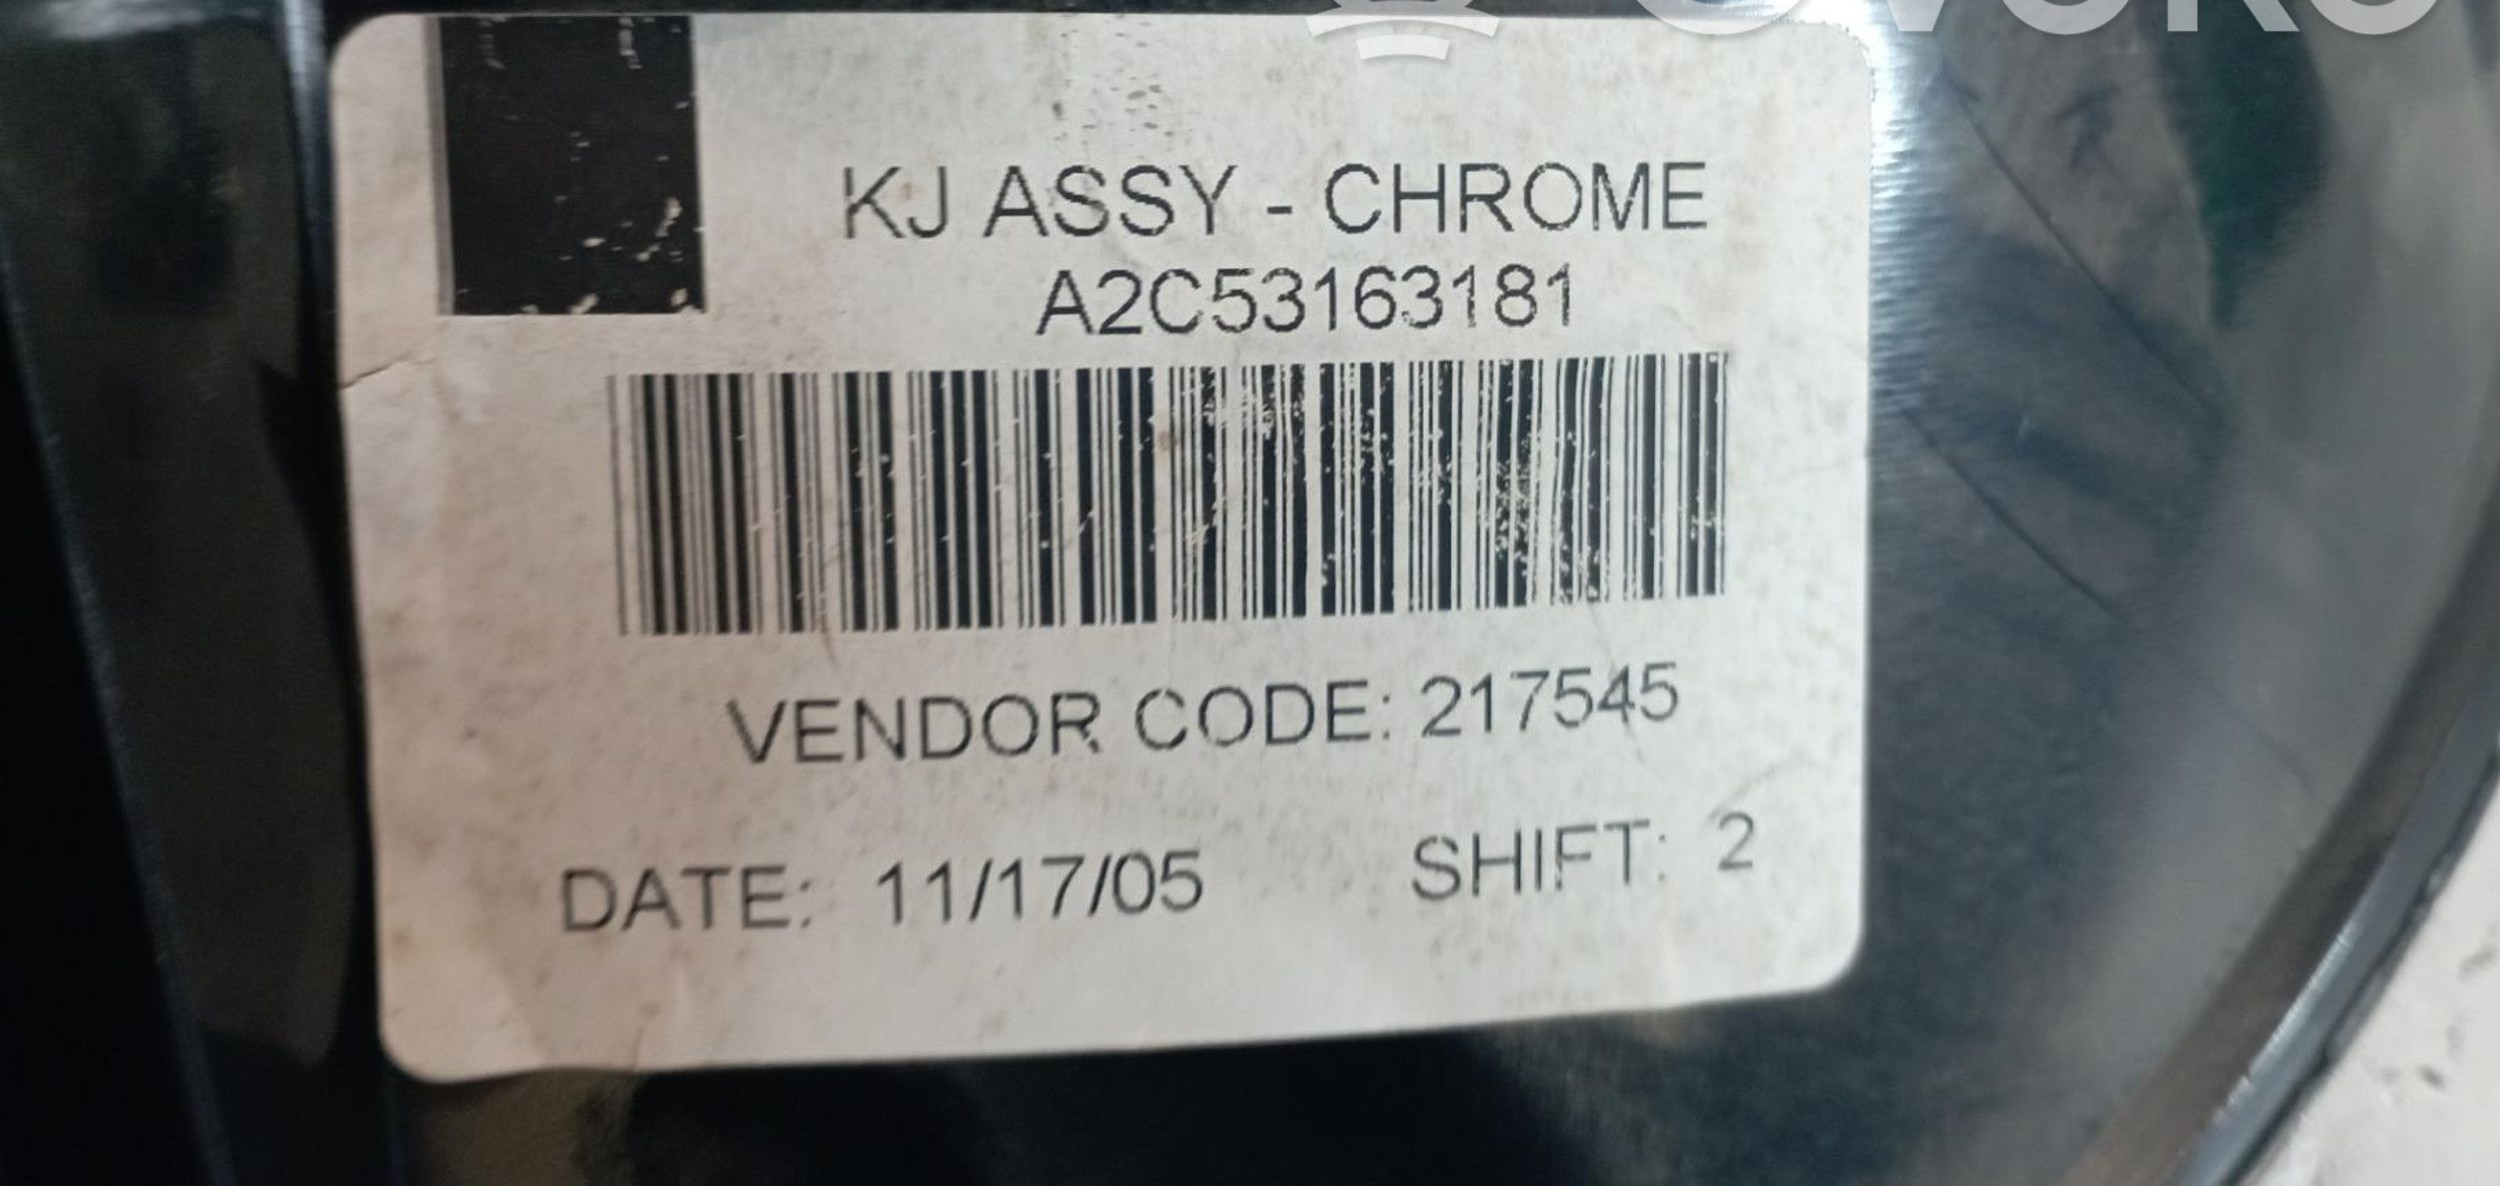 KJ ASSY - CHROME
A2C53163181
VENDOR CODE: 217545
DATE: 11/17/05 SHIFT: 2